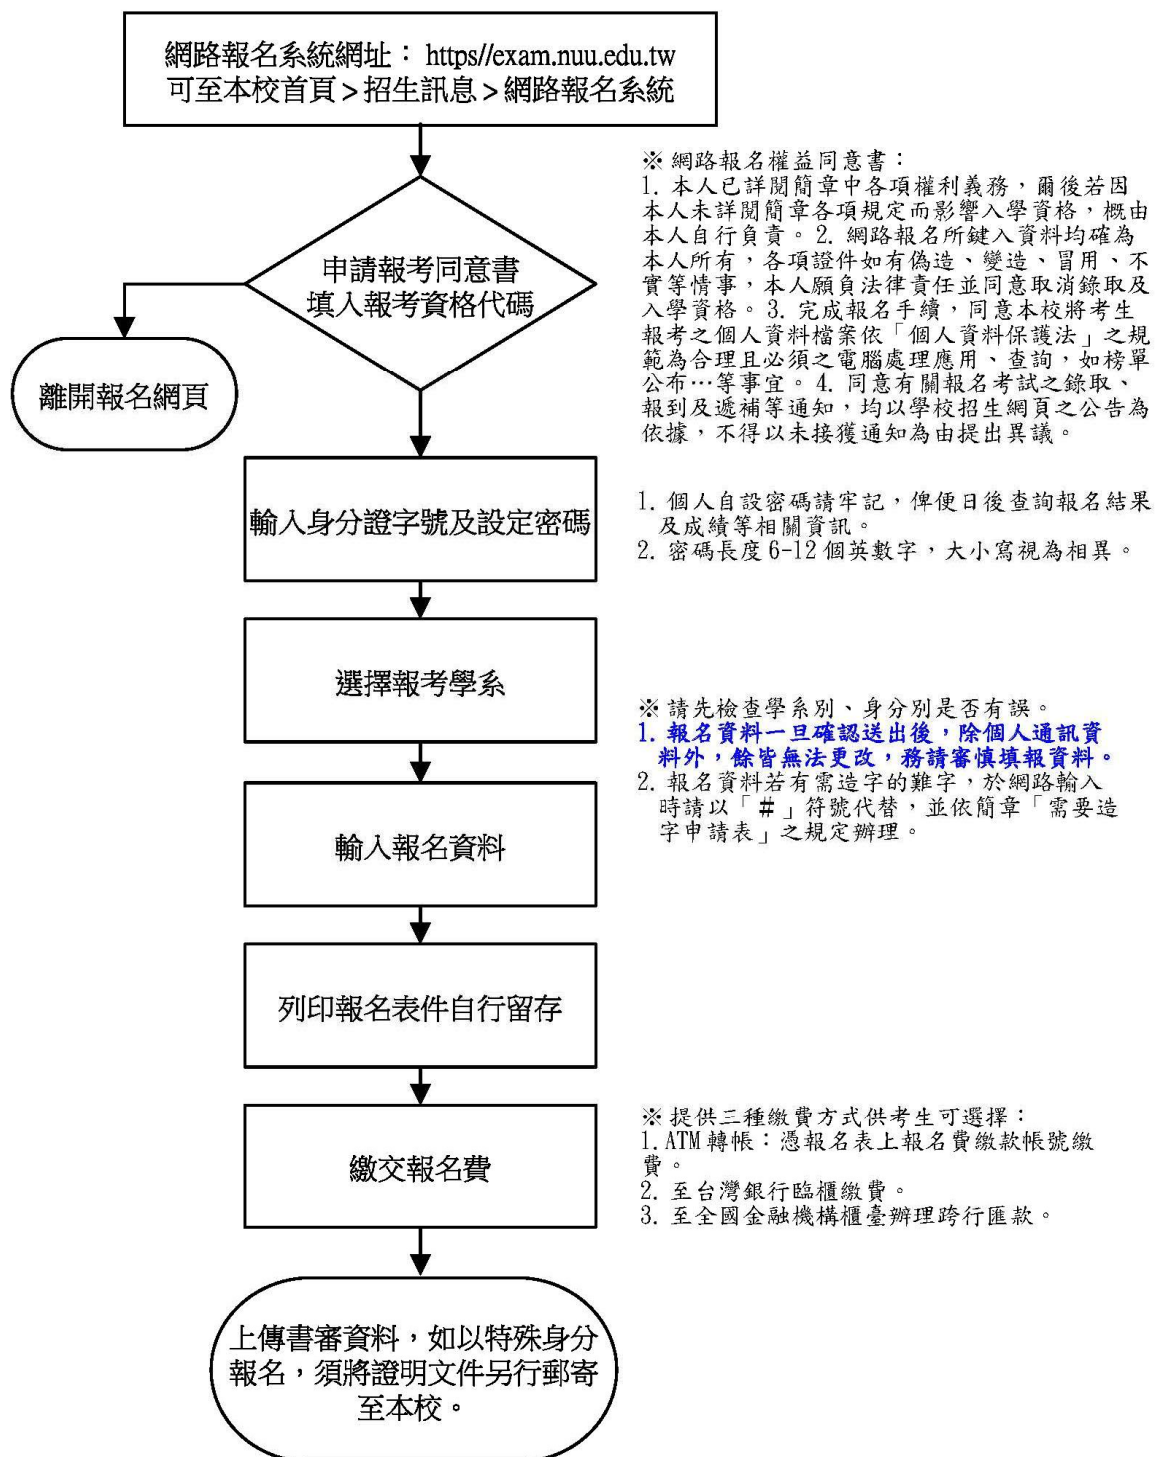 網路報名系統網址： https//exam.nuu.edu.tw
可至本校首頁>招生訊息>網路報名系統
※ 網路報名權益同意書：
1. 本人已詳閱簡章中各項權利義務，爾後若因
本人未詳閱簡章各項規定而影響入學資格，概由
本人自行負責。2. 網路報名所鍵入資料均確為
本人所有，各項證件如有偽造、變造、冒用、不
實等情事，本人願負法律責任並同意取消錄取及
入學資格。3. 完成報名手續，同意本校將考生
報考之個人資料檔案依「個人資料保護法」之規
範為合理且必須之電腦處理應用、查詢，如榜單
公布…等事宜。4. 同意有關報名考試之錄取、
報到及遞補等通知，均以學校招生網頁之公告為
依據，不得以未接獲通知為由提出異議。
申請報考同意書
填入報考資格代碼
離開報名網頁
輸入身分證字號及設定密碼
1. 個人自設密碼請牢記，俾便日後查詢報名結果
及成績等相關資訊。
2. 密碼長度 6-12 個英數字，大小寫視為相異。
選擇報考學系
※ 請先檢查學系別、身分別是否有誤。
1. 報名資料一旦確認送出後，除個人通訊資
料外，餘皆無法更改，務請審慎填報資料。
2. 報名資料若有需造字的難字，於網路輸入
時請以「＃」符號代替，並依簡章「需要造
字申請表」之規定辦理。
輸入報名資料
列印報名表件自行留存
繳交報名費
※ 提供三種繳費方式供考生可選擇：
1. ATM 轉帳：憑報名表上報名費繳款帳號繳
費。
2. 至台灣銀行臨櫃繳費。
3. 至全國金融機構櫃臺辦理跨行匯款。
上傳書審資料，如以特殊身分
報名，須將證明文件另行郵寄
至本校。